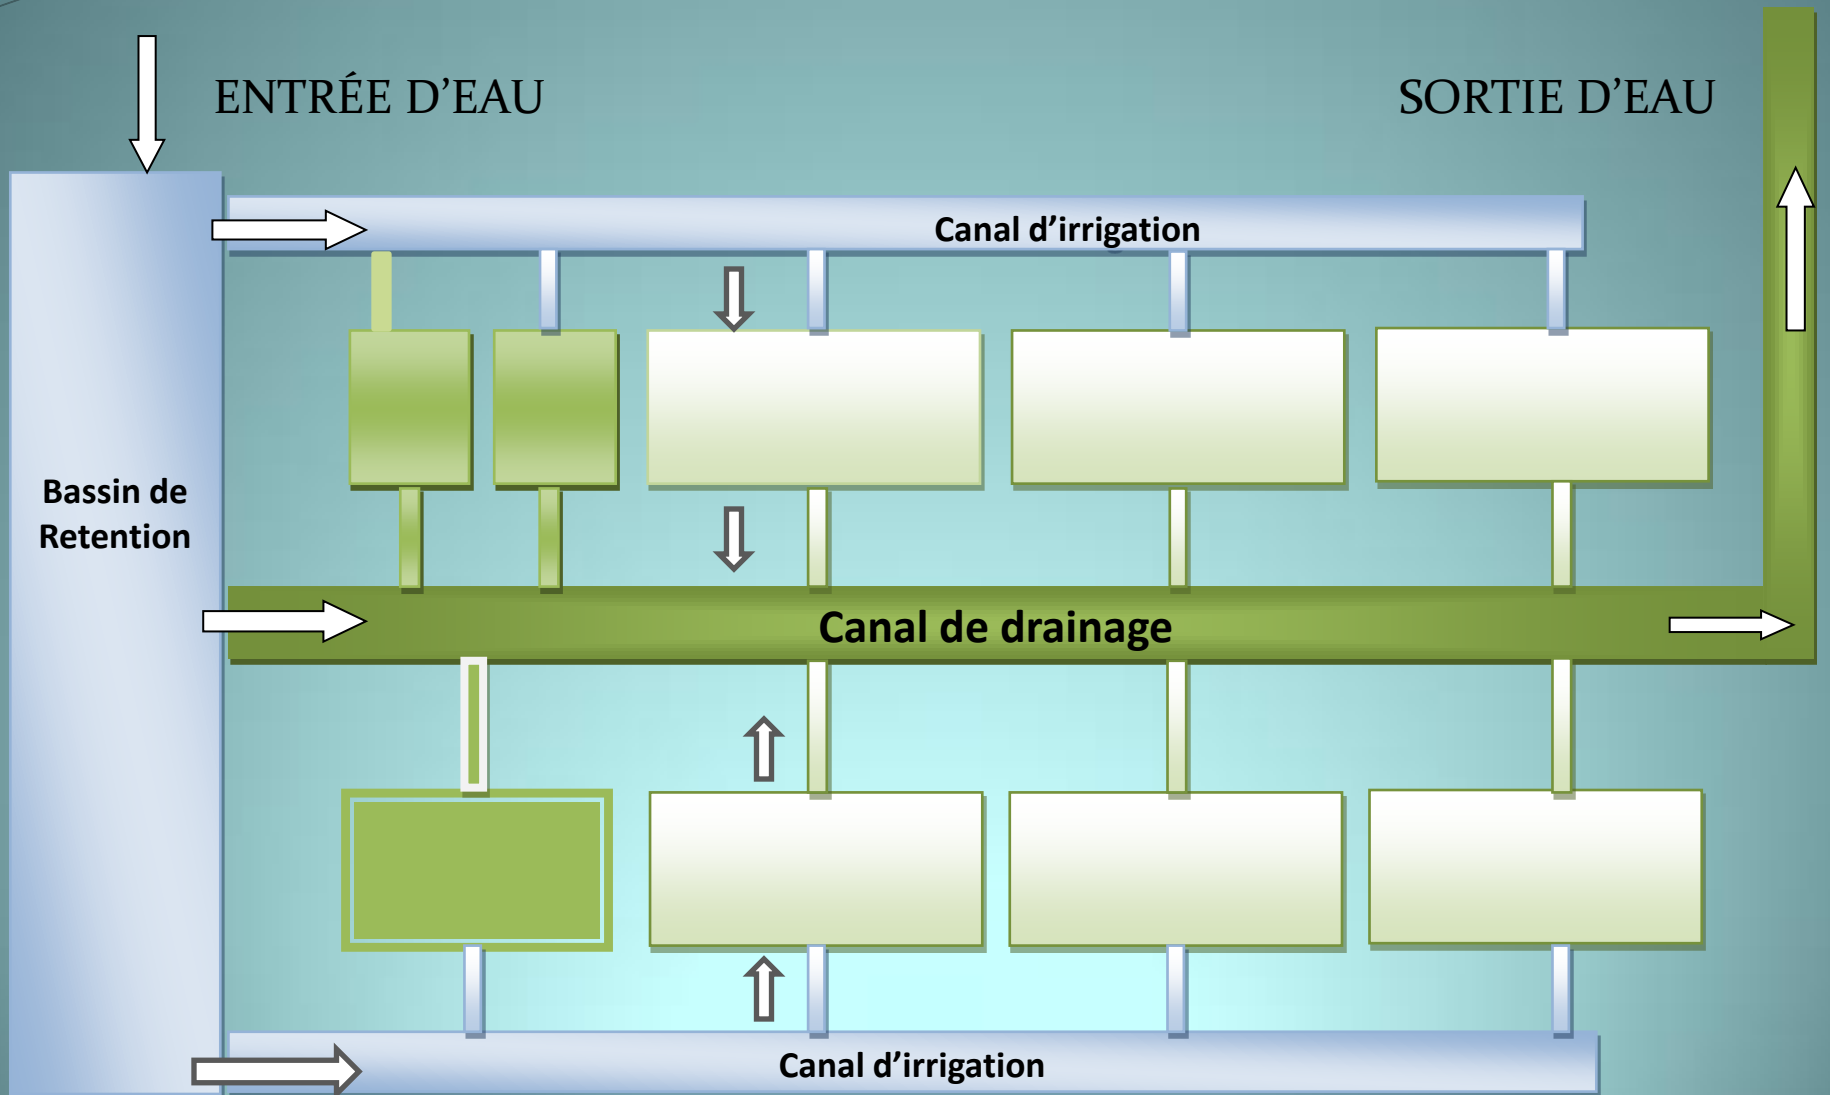 ENTRÉE D’EAU
SORTIE D’EAU
Canal d’irrigation
Bassin de
Retention
Canal de drainage
Canal d’irrigation